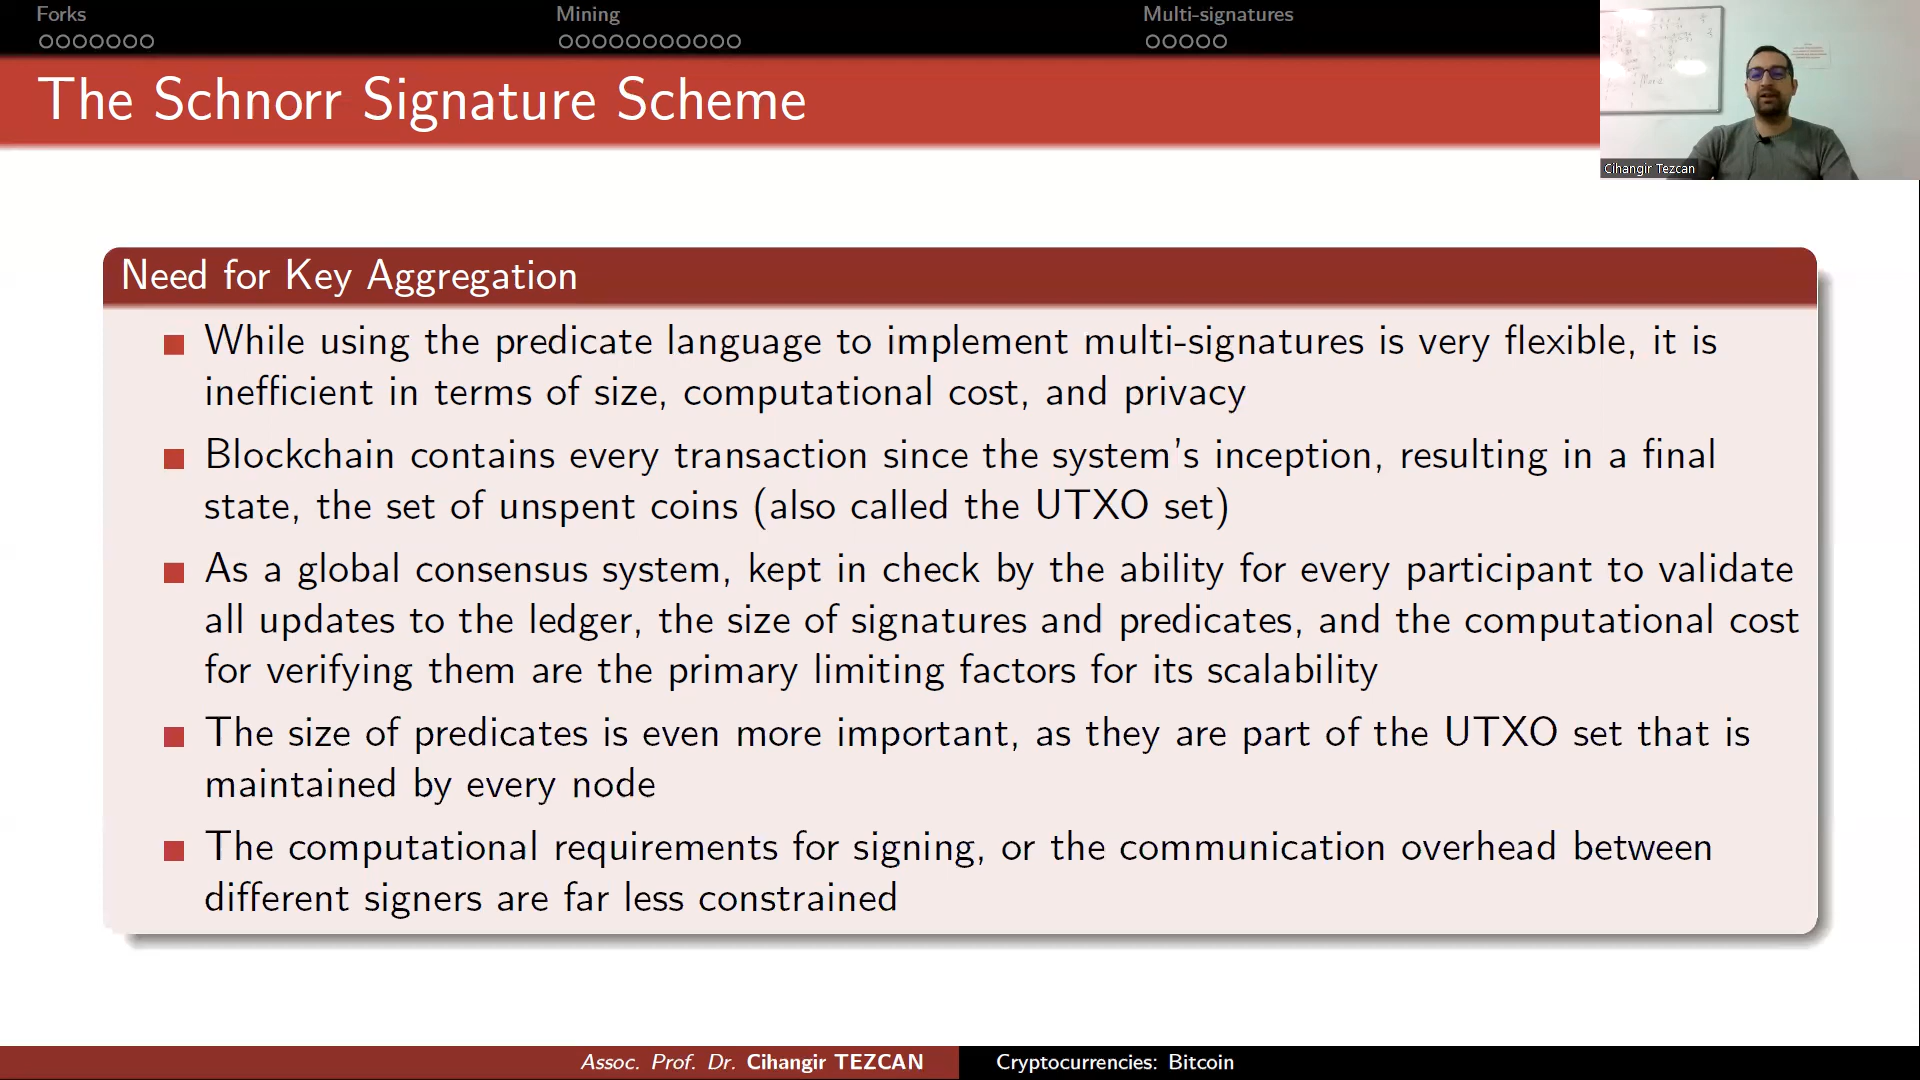 Forks
Mining
Multi-signatures
The Schnorr Signature Scheme
Cihangir Tezcan
Need for Key Aggregation
While using the predicate language to implement multi-signatures is very flexible, it is
inefficient in terms of size, computational cost, and privacy
Blockchain contains every transaction since the system's inception, resulting in a final
state, the set of unspent coins (also called the UTXO set)
As a global consensus system, kept in check by the ability for every participant to validate
all updates to the ledger, the size of signatures and predicates, and the computational cost
for verifying them are the primary limiting factors for its scalability
The size of predicates is even more important, as they are part of the UTXO set that is
maintained by every node
The computational requirements for signing, or the communication overhead between
different signers are far less constrained
Assoc. Prof. Dr. Cihangir TEZCAN
Cryptocurrencies: Bitcoin